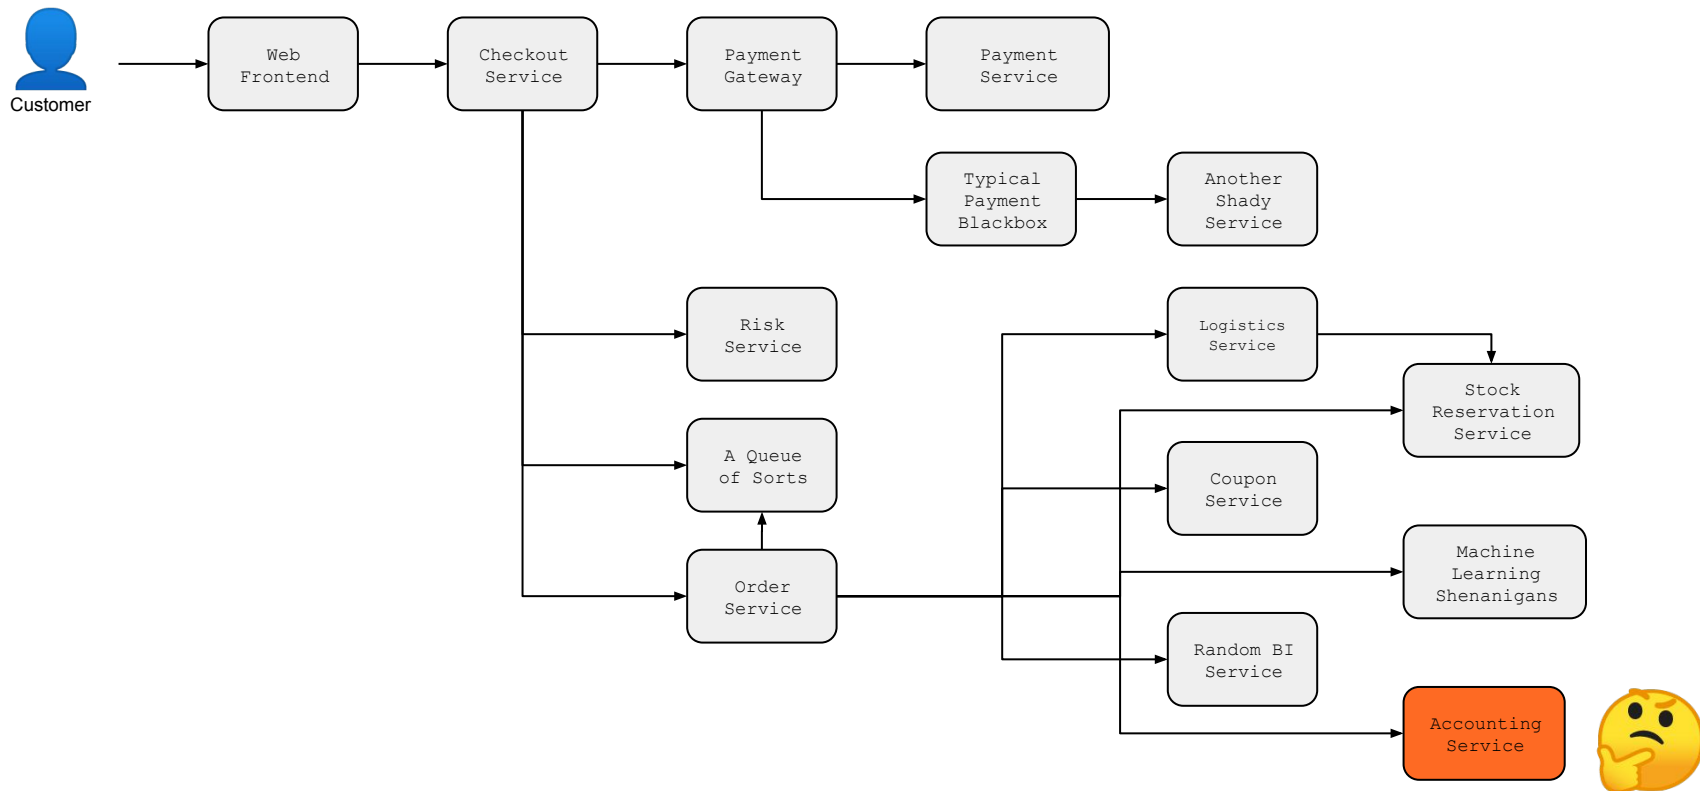 Customer
Web
Frontend
Checkout
Service
Payment
Gateway
Payment
Service
Typical
Payment
Blackbox
Another
Shady
Service
Risk
Service
Logistics
Service
Stock
Reservation
Service
A Queue
of Sorts
Coupon
Service
Order
Service
Machine
Learning
Shenanigans
Random BI
Service
Accounting
Service